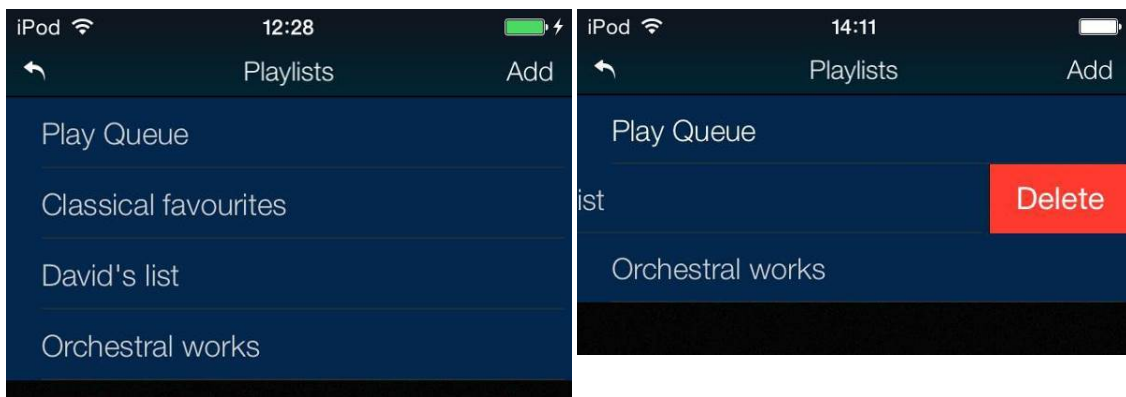 iPod 12:28
Playlists Add
Play Queue
Classical favourites
David's list
Orchestral works
iPod 14:11
Playlists Add
Play Queue
ist Delete
Orchestral works